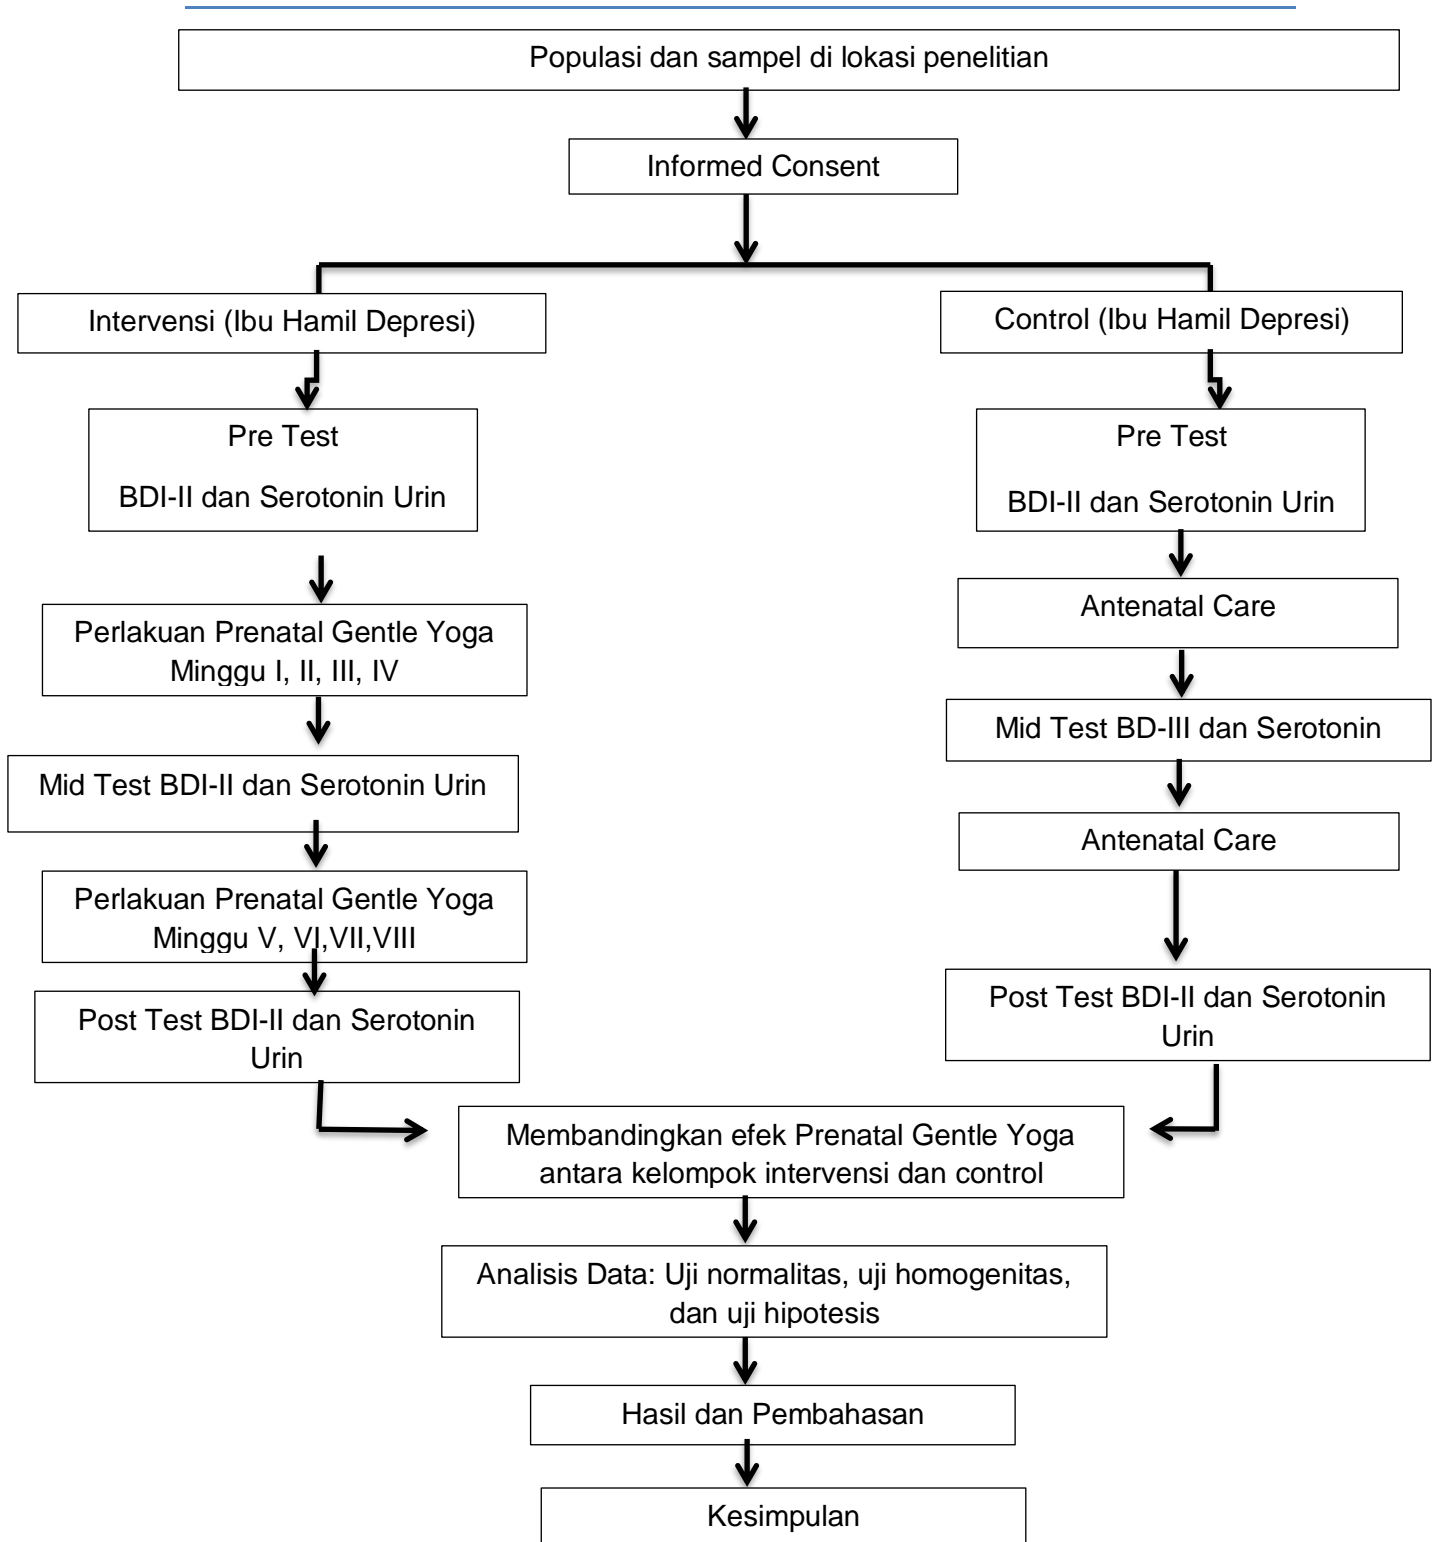 Populasi dan sampel di lokasi penelitian
Informed Consent
Intervensi (Ibu Hamil Depresi)
Control (Ibu Hamil Depresi)
Pre Test
BDI-II dan Serotonin Urin
Pre Test
BDI-II dan Serotonin Urin
Perlakuan Prenatal Gentle Yoga
Minggu I, II, III, IV
Antenatal Care
Mid Test BDI-II dan Serotonin Urin
Mid Test BD-III dan Serotonin
Perlakuan Prenatal Gentle Yoga
Minggu V, VI,VII,VIII
Antenatal Care
Post Test BDI-II dan Serotonin
Urin
Post Test BDI-II dan Serotonin
Urin
Membandingkan efek Prenatal Gentle Yoga
antara kelompok intervensi dan control
Analisis Data: Uji normalitas, uji homogenitas,
dan uji hipotesis
Hasil dan Pembahasan
Kesimpulan